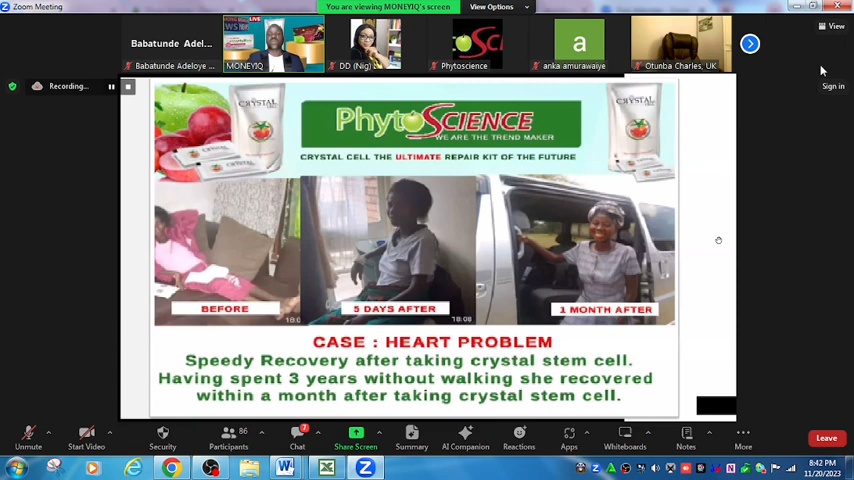 Zoom Meeting
You are viewing MONEYIQ's screen
View Options
Babatunde Adel...
Babatunde Adeloye ...
LIVE
MONEYIQ
DD (Nig)
Phytoscience
a
anka amurawaiye
Otunba Charles, UK
View
Sign in
Recording...
CRYSTAL
PhytoSCIENCE
WE ARE THE TREND MAKER
CRYSTAL CELL THE ULTIMATE REPAIR KIT OF THE FUTURE
CRYSTAL
BEFORE
5 DAYS AFTER
18:08
1 MONTH AFTER
CASE : HEART PROBLEM
Speedy Recovery after taking crystal stem cell.
Having spent 3 years without walking she recovered
within a month after taking crystal stem cell.
Unmute
Start Video
Security
86
Participants
7
Chat
Share Screen
Summary
AI Companion
Reactions
Apps
Whiteboards
Notes
More
Leave
8:42 PM
11/20/2023